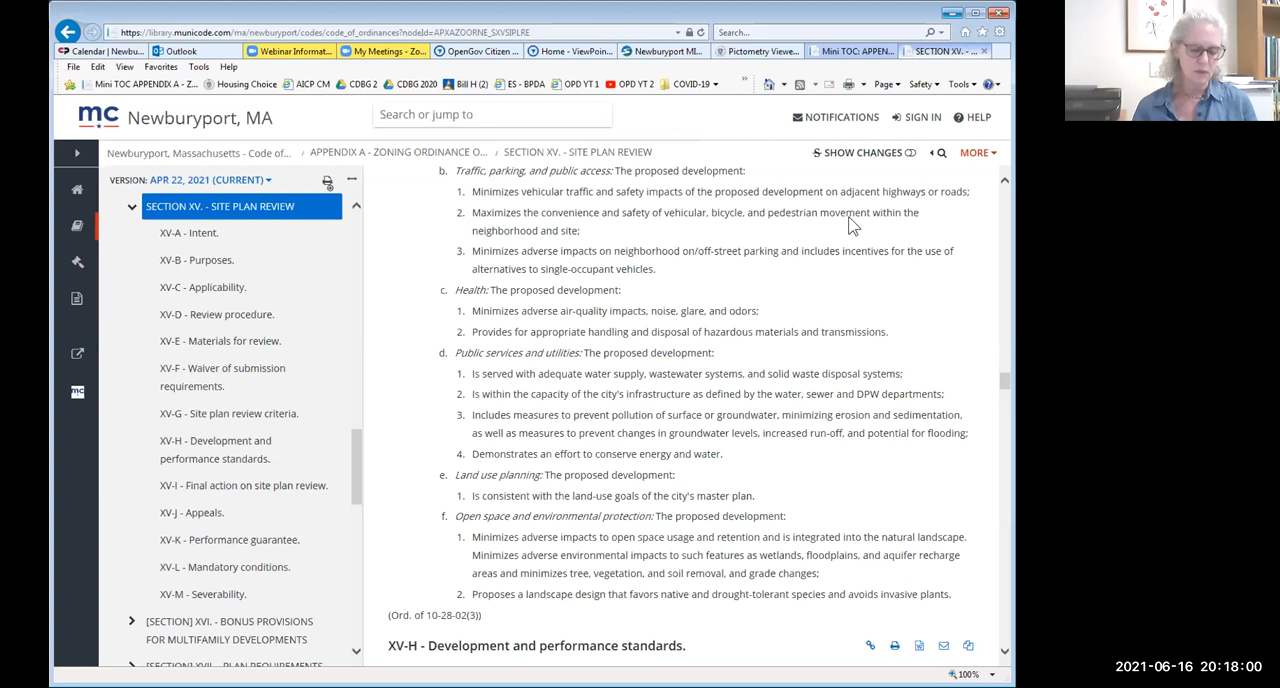 https://library.municode.com/ma/newburyport/codes/code_of_ordinances?nodeId=APXAZOORNE_SXVSIPLRE
Search...
Calendar | Newbu...
Outlook
Webinar Informat...
My Meetings - Zo...
OpenGov Citizen ...
Home - ViewPoin...
Newburyport MI...
Pictometry Viewe...
Mini TOC: APPEN...
SECTION XV. - ...
File Edit View Favorites Tools Help
Mini TOC APPENDIX A - Z...
Housing Choice
AICP CM
CDBG 2
CDBG 2020
Bill H (2)
ES - BPDA
OPD YT 1
OPD YT 2
COVID-19
Page
Safety
Tools
mc
Newburyport, MA
Search or jump to
NOTIFICATIONS
SIGN IN
HELP
Newburyport, Massachusetts - Code of...
/ APPENDIX A - ZONING ORDINANCE O...
/ SECTION XV. - SITE PLAN REVIEW
SHOW CHANGES
MORE
VERSION: APR 22, 2021 (CURRENT)
SECTION XV. - SITE PLAN REVIEW
XV-A - Intent.
XV-B - Purposes.
XV-C - Applicability.
XV-D - Review procedure.
XV-E - Materials for review.
XV-F - Waiver of submission
requirements.
XV-G - Site plan review criteria.
XV-H - Development and
performance standards.
XV-I - Final action on site plan review.
XV-J - Appeals.
XV-K - Performance guarantee.
XV-L - Mandatory conditions.
XV-M - Severability.
[SECTION] XVI. - BONUS PROVISIONS
FOR MULTIFAMILY DEVELOPMENTS
[SECTION] XVII. - PLAN REQUIREMENTS
mc
b. Traffic, parking, and public access: The proposed development:
1. Minimizes vehicular traffic and safety impacts of the proposed development on adjacent highways or roads;
2. Maximizes the convenience and safety of vehicular, bicycle, and pedestrian movement within the
neighborhood and site;
3. Minimizes adverse impacts on neighborhood on/off-street parking and includes incentives for the use of
alternatives to single-occupant vehicles.
c. Health: The proposed development:
1. Minimizes adverse air-quality impacts, noise, glare, and odors;
2. Provides for appropriate handling and disposal of hazardous materials and transmissions.
d. Public services and utilities: The proposed development:
1. Is served with adequate water supply, wastewater systems, and solid waste disposal systems;
2. Is within the capacity of the city's infrastructure as defined by the water, sewer and DPW departments;
3. Includes measures to prevent pollution of surface or groundwater, minimizing erosion and sedimentation,
as well as measures to prevent changes in groundwater levels, increased run-off, and potential for flooding;
4. Demonstrates an effort to conserve energy and water.
e. Land use planning: The proposed development:
1. Is consistent with the land-use goals of the city's master plan.
f. Open space and environmental protection: The proposed development:
1. Minimizes adverse impacts to open space usage and retention and is integrated into the natural landscape.
Minimizes adverse environmental impacts to such features as wetlands, floodplains, and aquifer recharge
areas and minimizes tree, vegetation, and soil removal, and grade changes;
2. Proposes a landscape design that favors native and drought-tolerant species and avoids invasive plants.
(Ord. of 10-28-02(3))
XV-H - Development and performance standards.
100%
2021-06-16 20:18:00